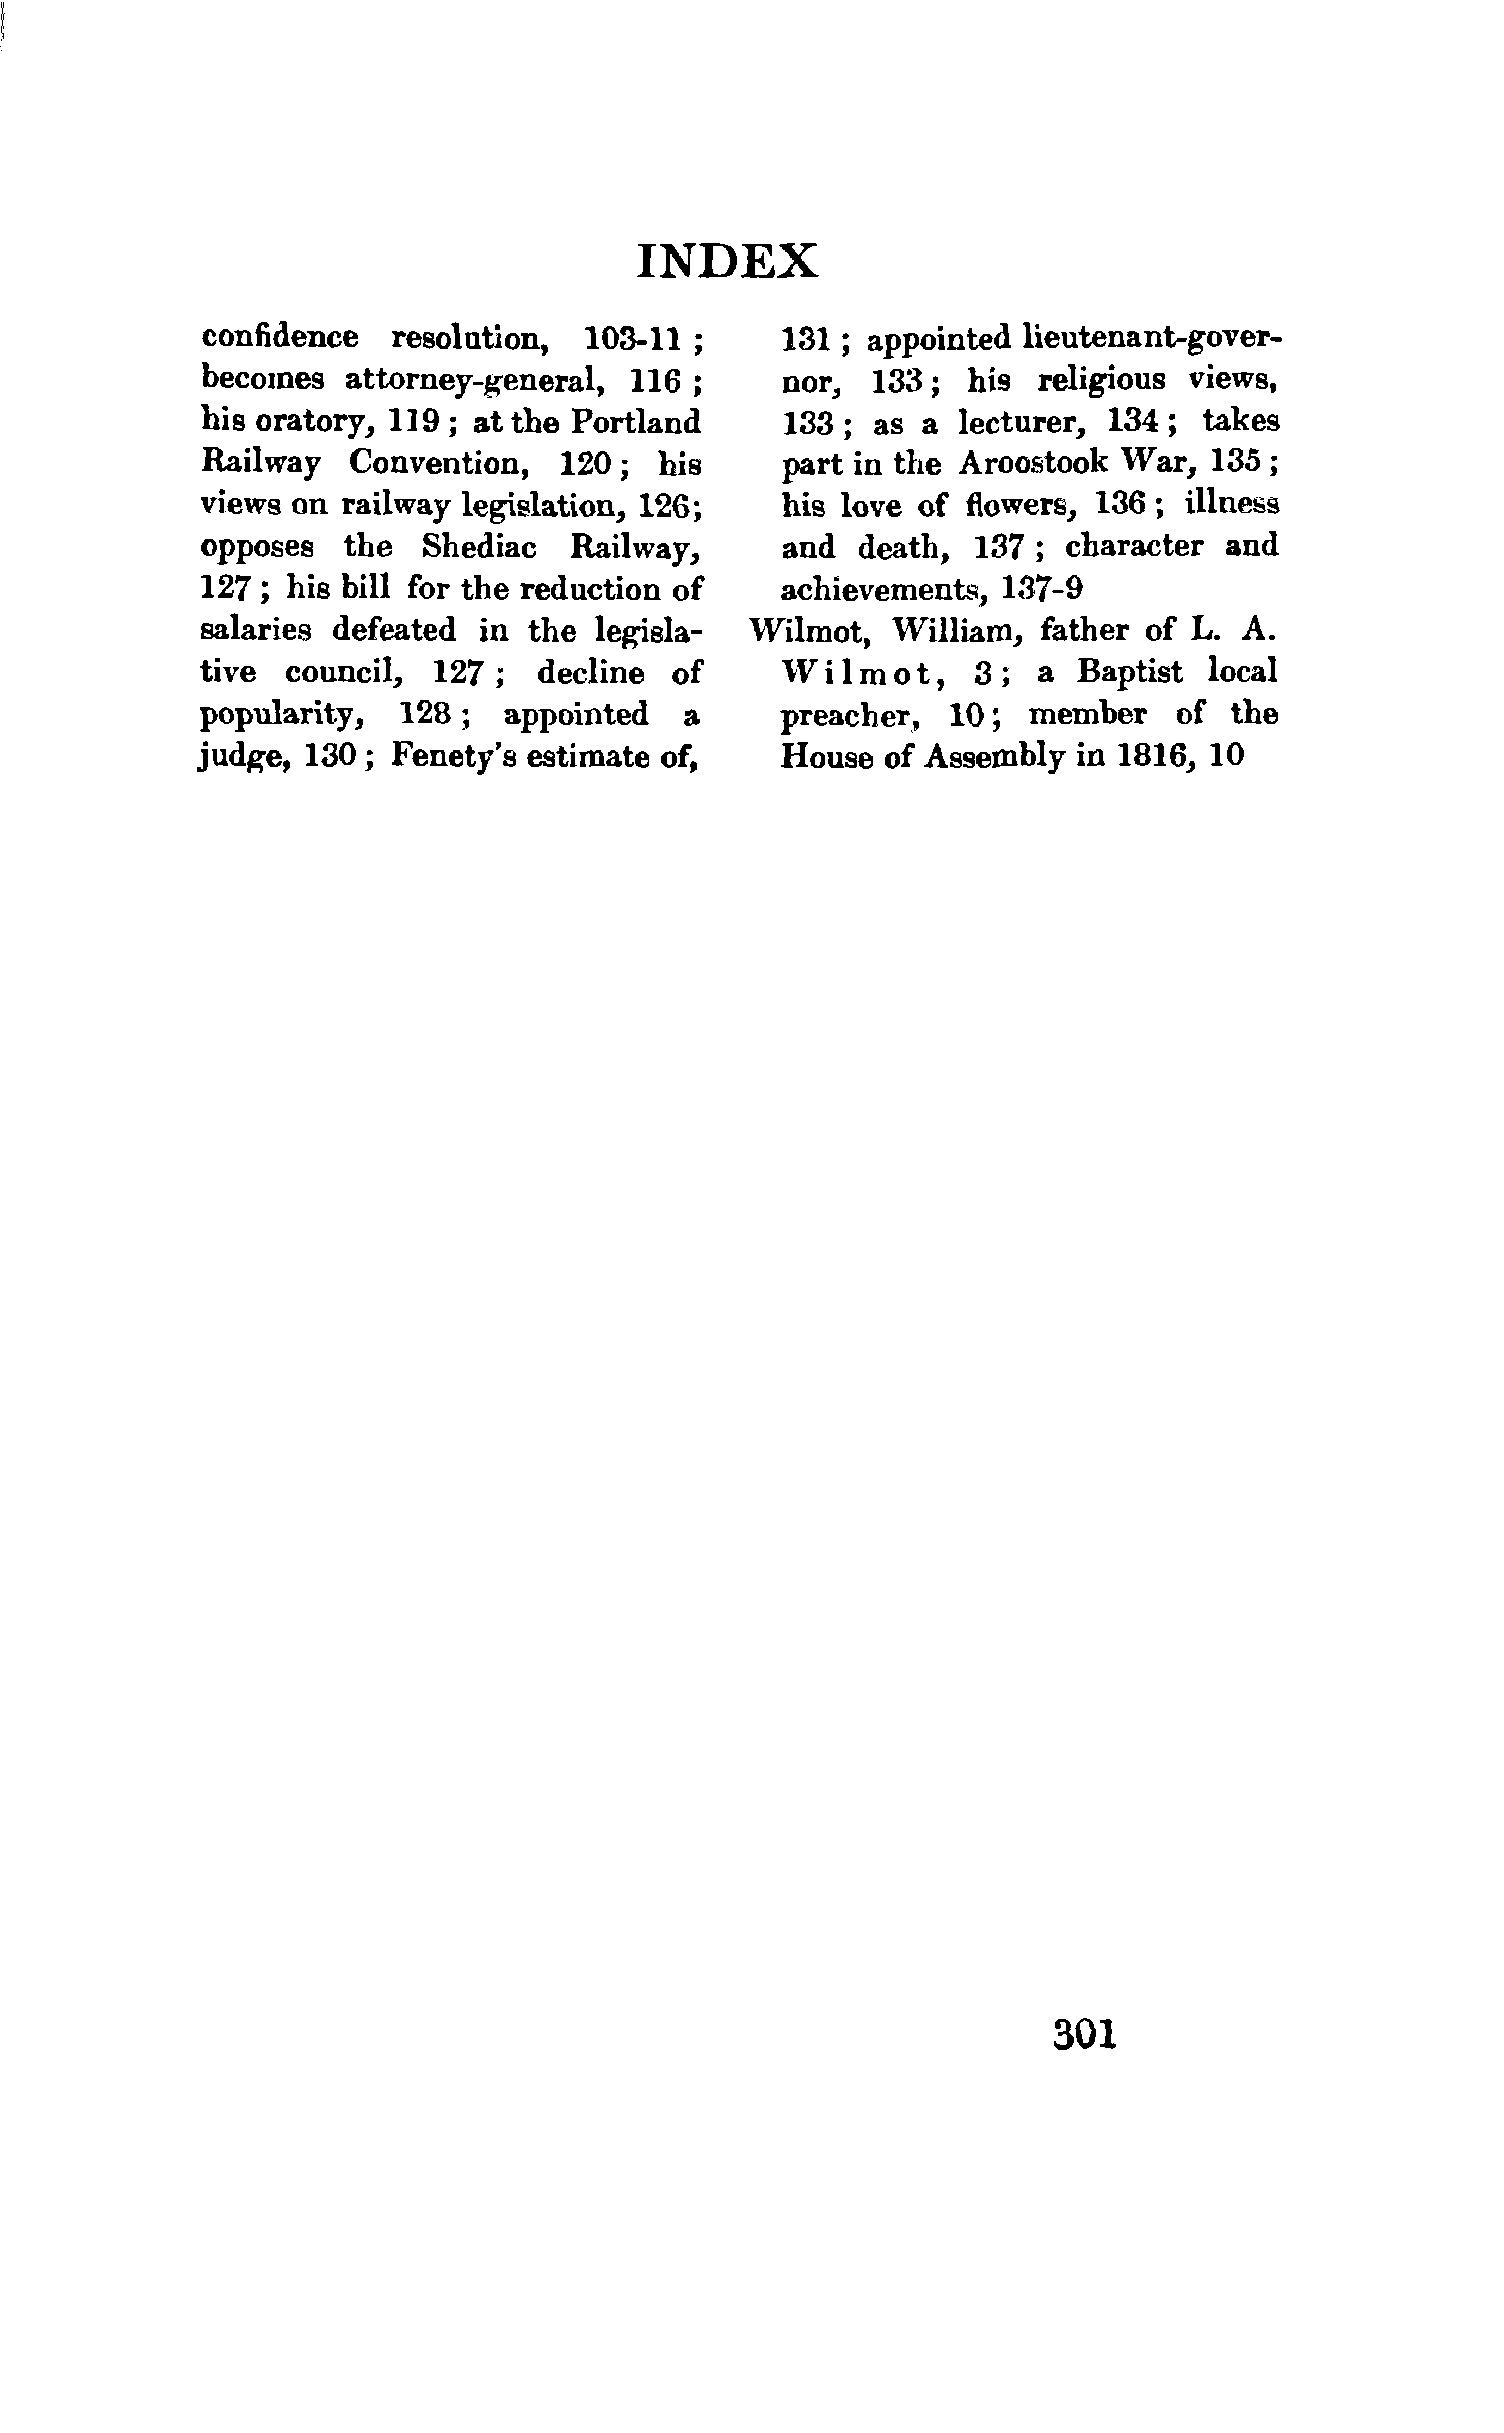 INDEX
confidence resolution, 103-11 ;
becomes attorney-general, 116 ;
his oratory, 119 ; at the Portland
Railway Convention, 120 ; his
views on railway legislation, 126;
opposes the Shediac Railway,
127 ; his bill for the reduction of
salaries defeated in the legisla-
tive council, 127 ; decline of
popularity, 128 ; appointed a
judge, 130 ; Fenety's estimate of,
131 ; appointed lieutenant-gover-
nor, 133 ; his religious views,
133 ; as a lecturer, 134 ; takes
part in the Aroostook War, 135 ;
his love of flowers, 136 ; illness
and death, 137 ; character and
achievements, 137-9
Wilmot, William, father of L. A.
Wilmot, 3 ; a Baptist local
preacher, 10 ; member of the
House of Assembly in 1816, 10
301